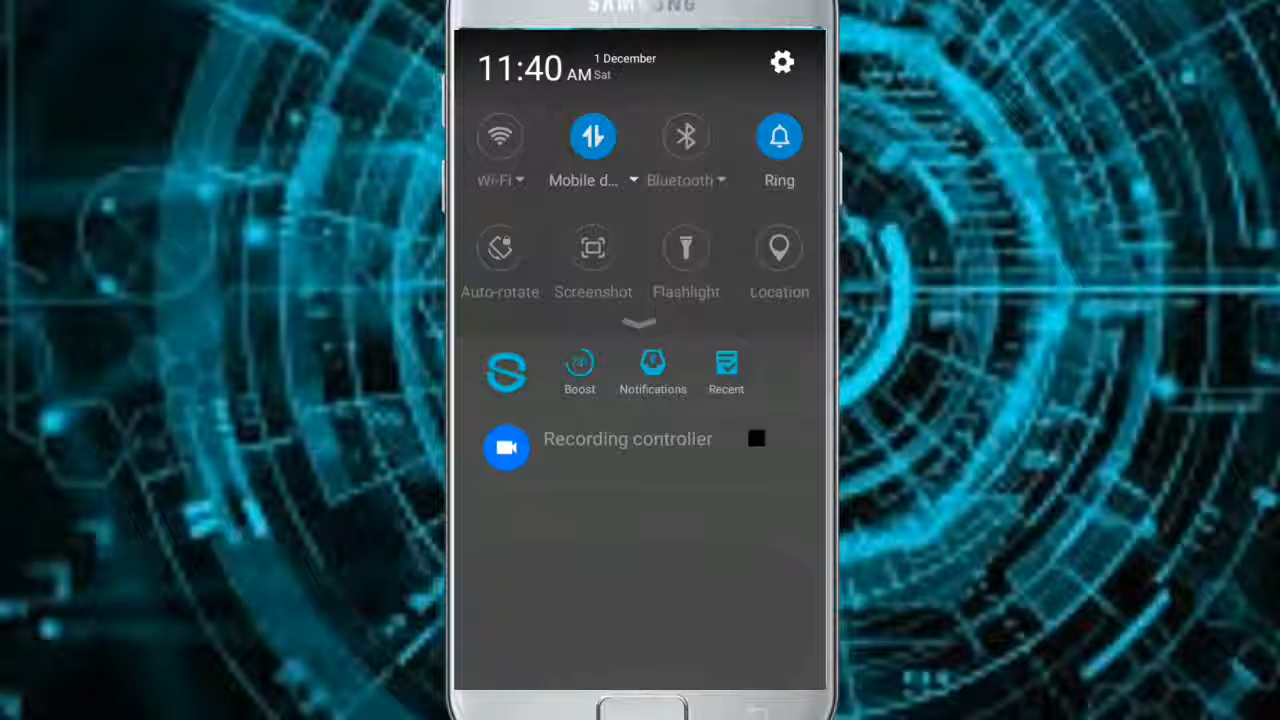 SAMSUNG
11:40 AM
1 December
Sat
Wi-Fi
Mobile d...
Bluetooth
Ring
Auto-rotate
Screenshot
Flashlight
Location
Boost
Notifications
Recent
Recording controller